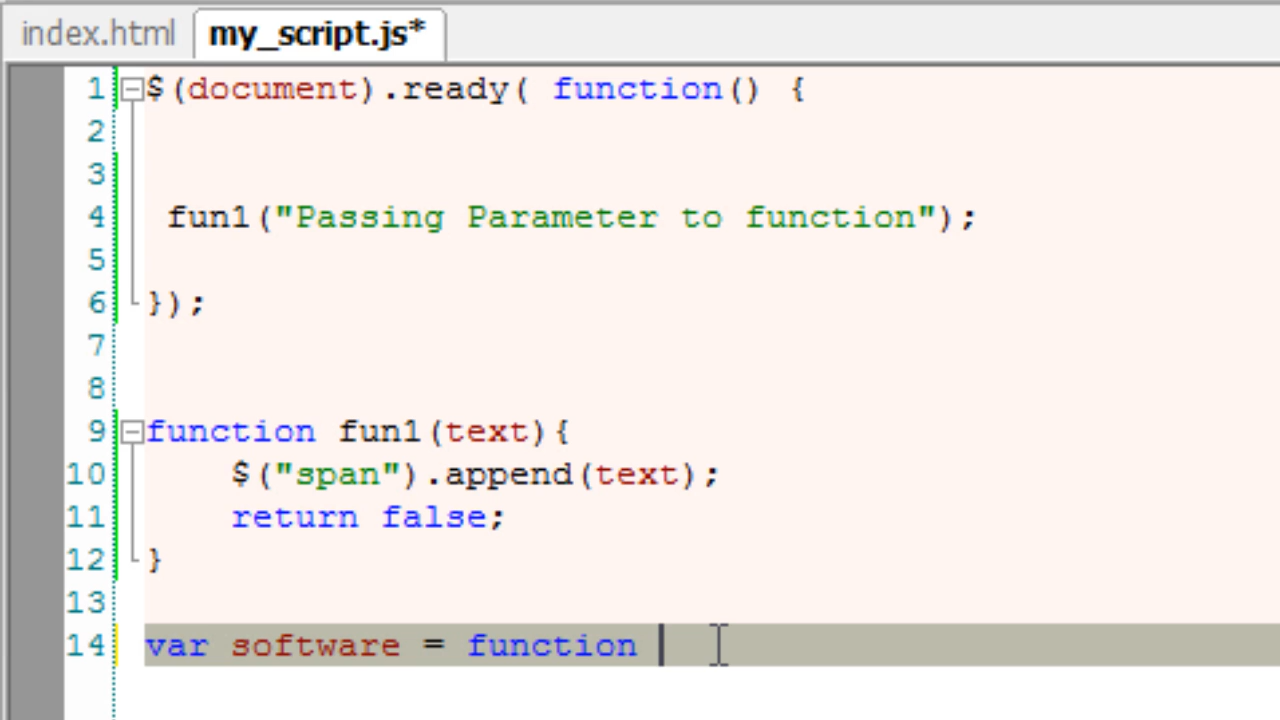 index.html my_script.js*
1 $(document).ready( function() {
2
3
4 fun1("Passing Parameter to function");
5
6 });
7
8
9 function fun1(text){
10 $("span").append(text);
11 return false;
12 }
13
14 var software = function